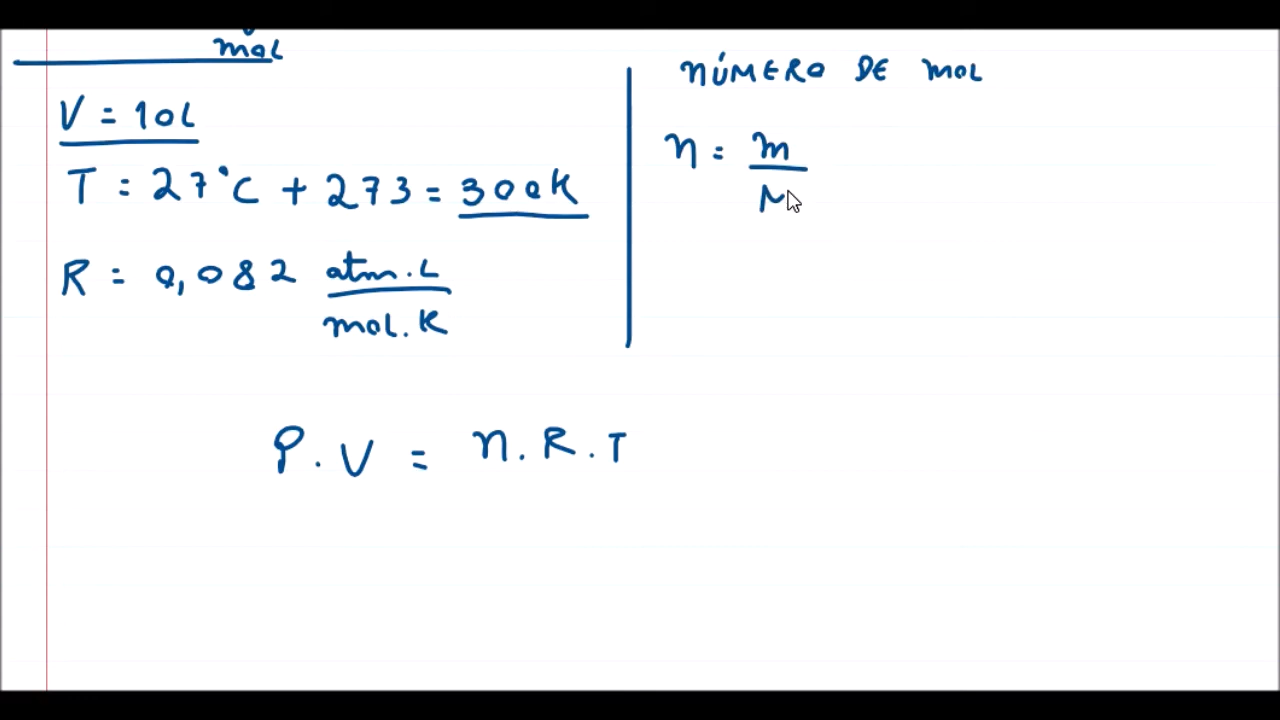 mol
V = 10L
T = 27°C + 273 = 300K
R = 0,082 atm.L
mol.K
NÚMERO DE MOL
n = m
M
P.V = n.R.T